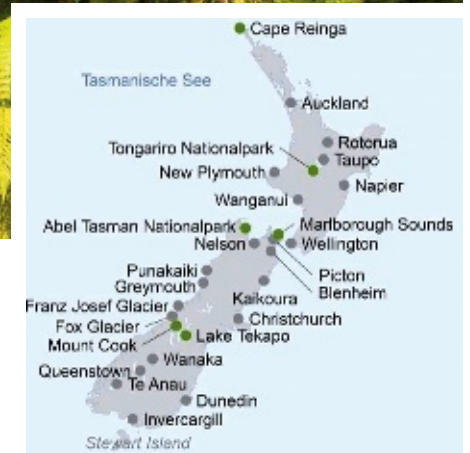 Cape Reinga
Tasmanische See
Auckland
Rotorua
Tongariro Nationalpark
Taupo
New Plymouth
Napier
Wanganui
Abel Tasman Nationalpark
Marlborough Sounds
Nelson
Wellington
Picton
Punakaiki
Blenheim
Greymouth
Kaikoura
Franz Josef Glacier
Christchurch
Fox Glacier
Lake Tekapo
Mount Cook
Wanaka
Queenstown
Te Anau
Dunedin
Invercargill
Stewart Island